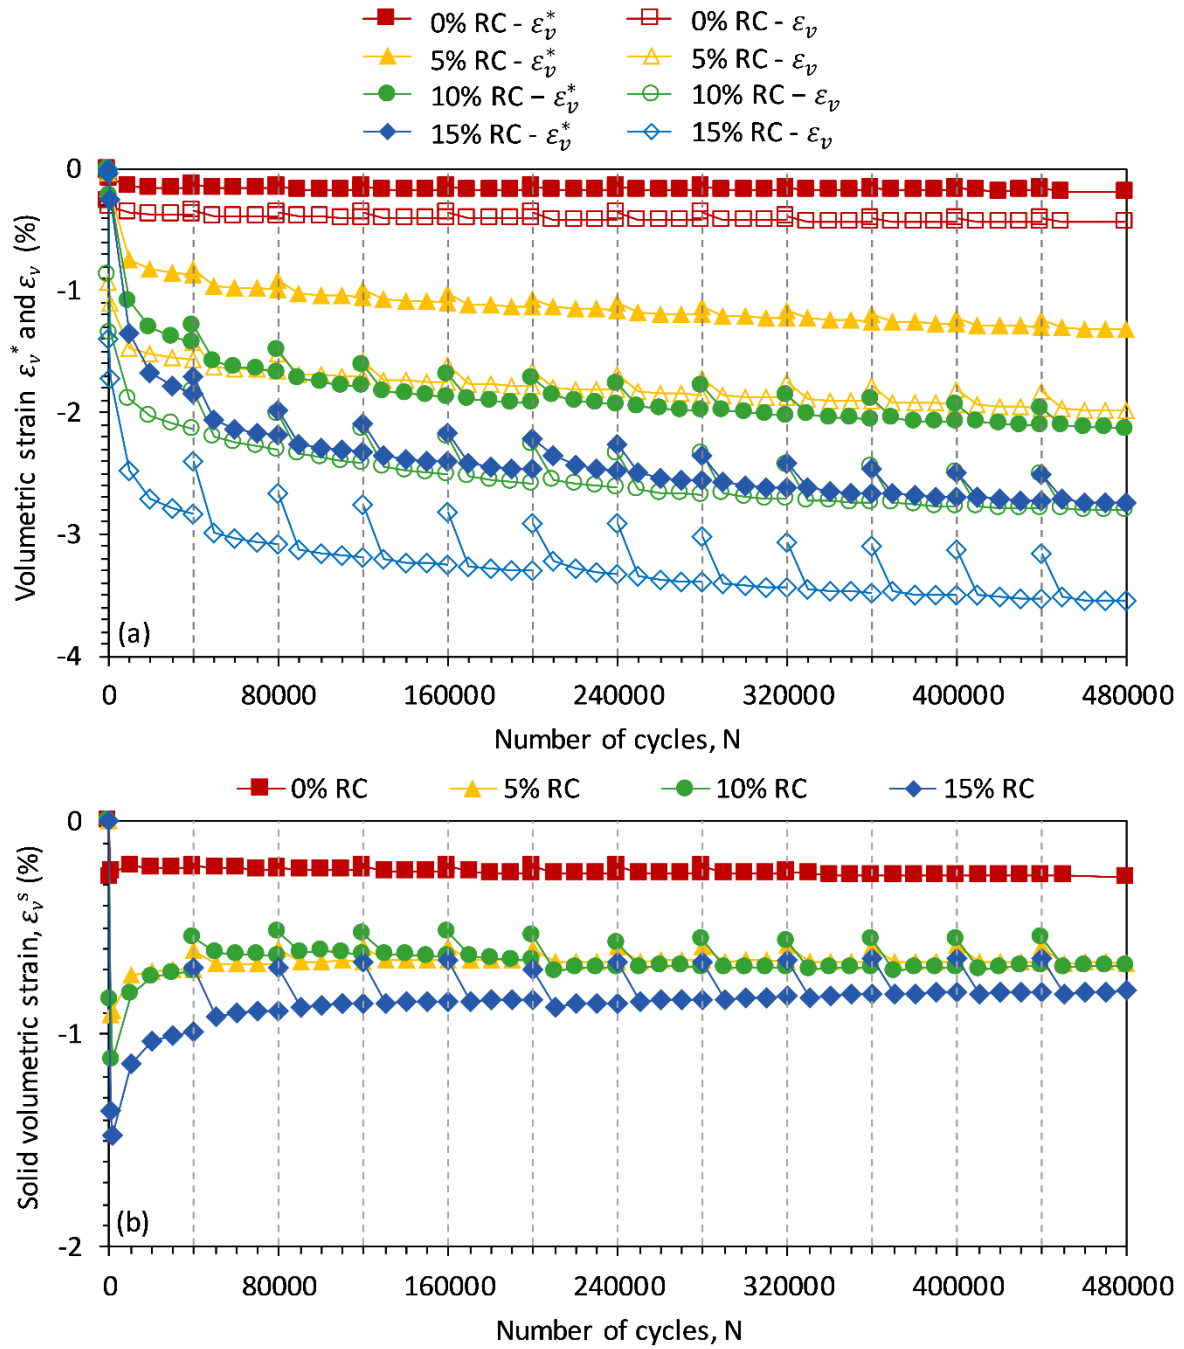 0% RC - εᵥ* 0% RC - εᵥ
5% RC - εᵥ* 5% RC - εᵥ
10% RC – εᵥ* 10% RC – εᵥ
15% RC - εᵥ* 15% RC - εᵥ
Volumetric strain εᵥ* and εᵥ (%)
0
-1
-2
-3
-4
(a)
0 80000 160000 240000 320000 400000 480000
Number of cycles, N
0% RC 5% RC 10% RC 15% RC
Solid volumetric strain, εᵥˢ (%)
0
-1
-2
(b)
0 80000 160000 240000 320000 400000 480000
Number of cycles, N